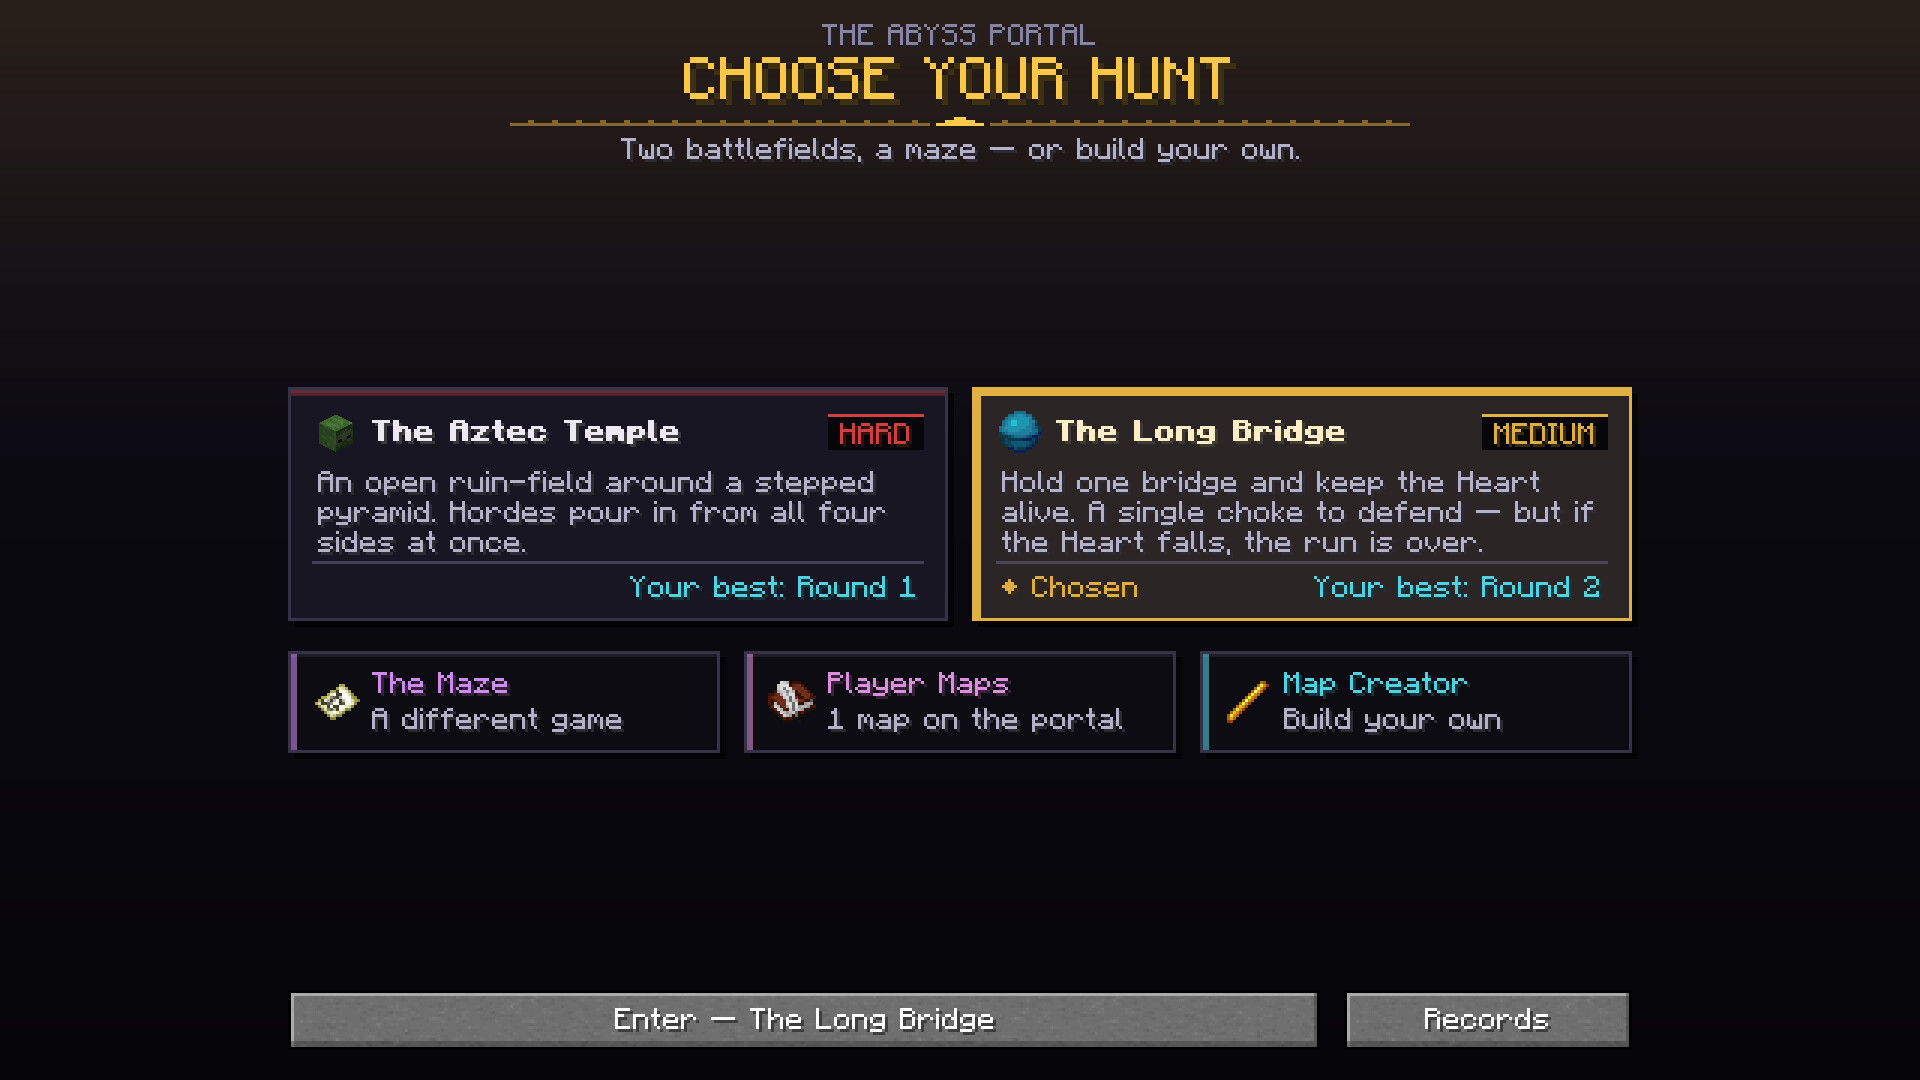 THE ABYSS PORTAL
CHOOSE YOUR HUNT
Two battlefields, a maze — or build your own.
The Aztec Temple
HARD
An open ruin-field around a stepped
pyramid. Hordes pour in from all four
sides at once.
Your best: Round 1
The Long Bridge
MEDIUM
Hold one bridge and keep the Heart
alive. A single choke to defend — but if
the Heart falls, the run is over.
✦ Chosen
Your best: Round 2
The Maze
A different game
Player Maps
1 map on the portal
Map Creator
Build your own
Enter — The Long Bridge
Records